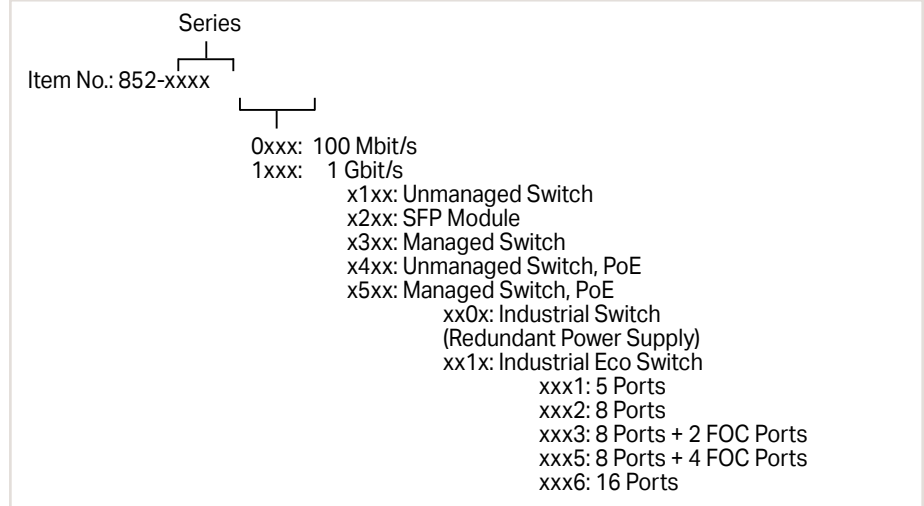 Series
Item No.: 852-xxxx
0xxx: 100 Mbit/s
1xxx: 1 Gbit/s
x1xx: Unmanaged Switch
x2xx: SFP Module
x3xx: Managed Switch
x4xx: Unmanaged Switch, PoE
x5xx: Managed Switch, PoE
xx0x: Industrial Switch
(Redundant Power Supply)
xx1x: Industrial Eco Switch
xxx1: 5 Ports
xxx2: 8 Ports
xxx3: 8 Ports + 2 FOC Ports
xxx5: 8 Ports + 4 FOC Ports
xxx6: 16 Ports